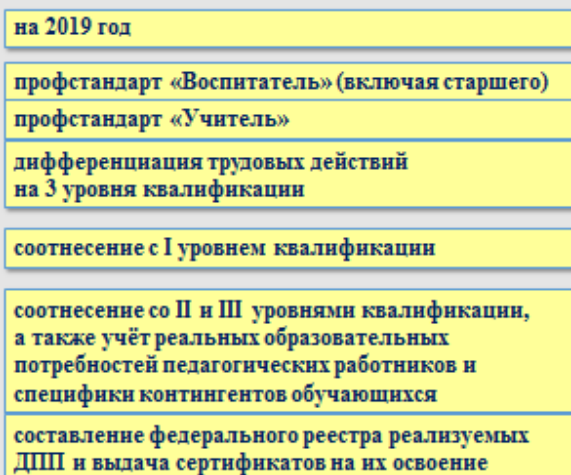 на 2019 год
профстандарт «Воспитатель» (включая старшего)
профстандарт «Учитель»
дифференциация трудовых действий
на 3 уровня квалификации
соотнесение с I уровнем квалификации
соотнесение со II и III уровнями квалификации,
а также учёт реальных образовательных
потребностей педагогических работников и
специфики контингентов обучающихся
составление федерального реестра реализуемых
ДПП и выдача сертификатов на их освоение